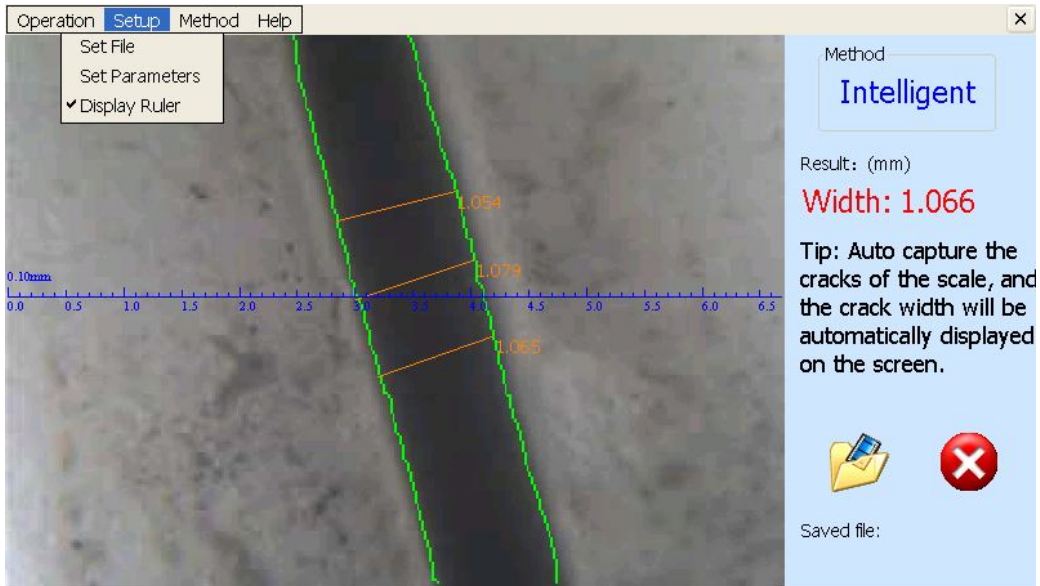 Operation Setup Method Help
Set File
Set Parameters
Display Ruler
1.054
1.079
1.065
0.10mm
0.0 0.5 1.0 1.5 2.0 2.5 3.0 3.5 4.0 4.5 5.0 5.5 6.0 6.5
Method
Intelligent
Result: (mm)
Width: 1.066
Tip: Auto capture the
cracks of the scale, and
the crack width will be
automatically displayed
on the screen.
Saved file: